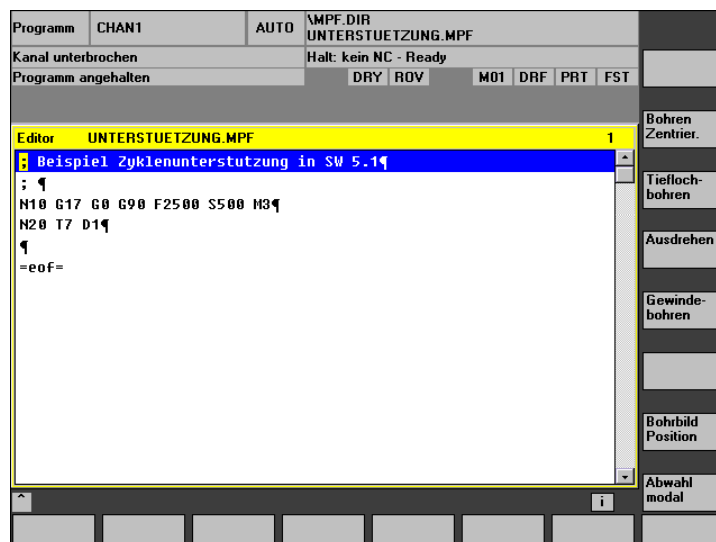 Programm CHAN1 AUTO \MPF.DIR
UNTERSTUETZUNG.MPF
Kanal unterbrochen Halt: kein NC - Ready
Programm angehalten DRY ROV M01 DRF PRT FST
Editor UNTERSTUETZUNG.MPF 1
; Beispiel Zyklenunterstutzung in SW 5.1¶
; ¶
N10 G17 G0 G90 F2500 S500 M3¶
N20 T7 D1¶
¶
=eof=
Bohren
Zentrier.
Tiefloch-
bohren
Ausdrehen
Gewinde-
bohren
Bohrbild
Position
Abwahl
modal
^ i